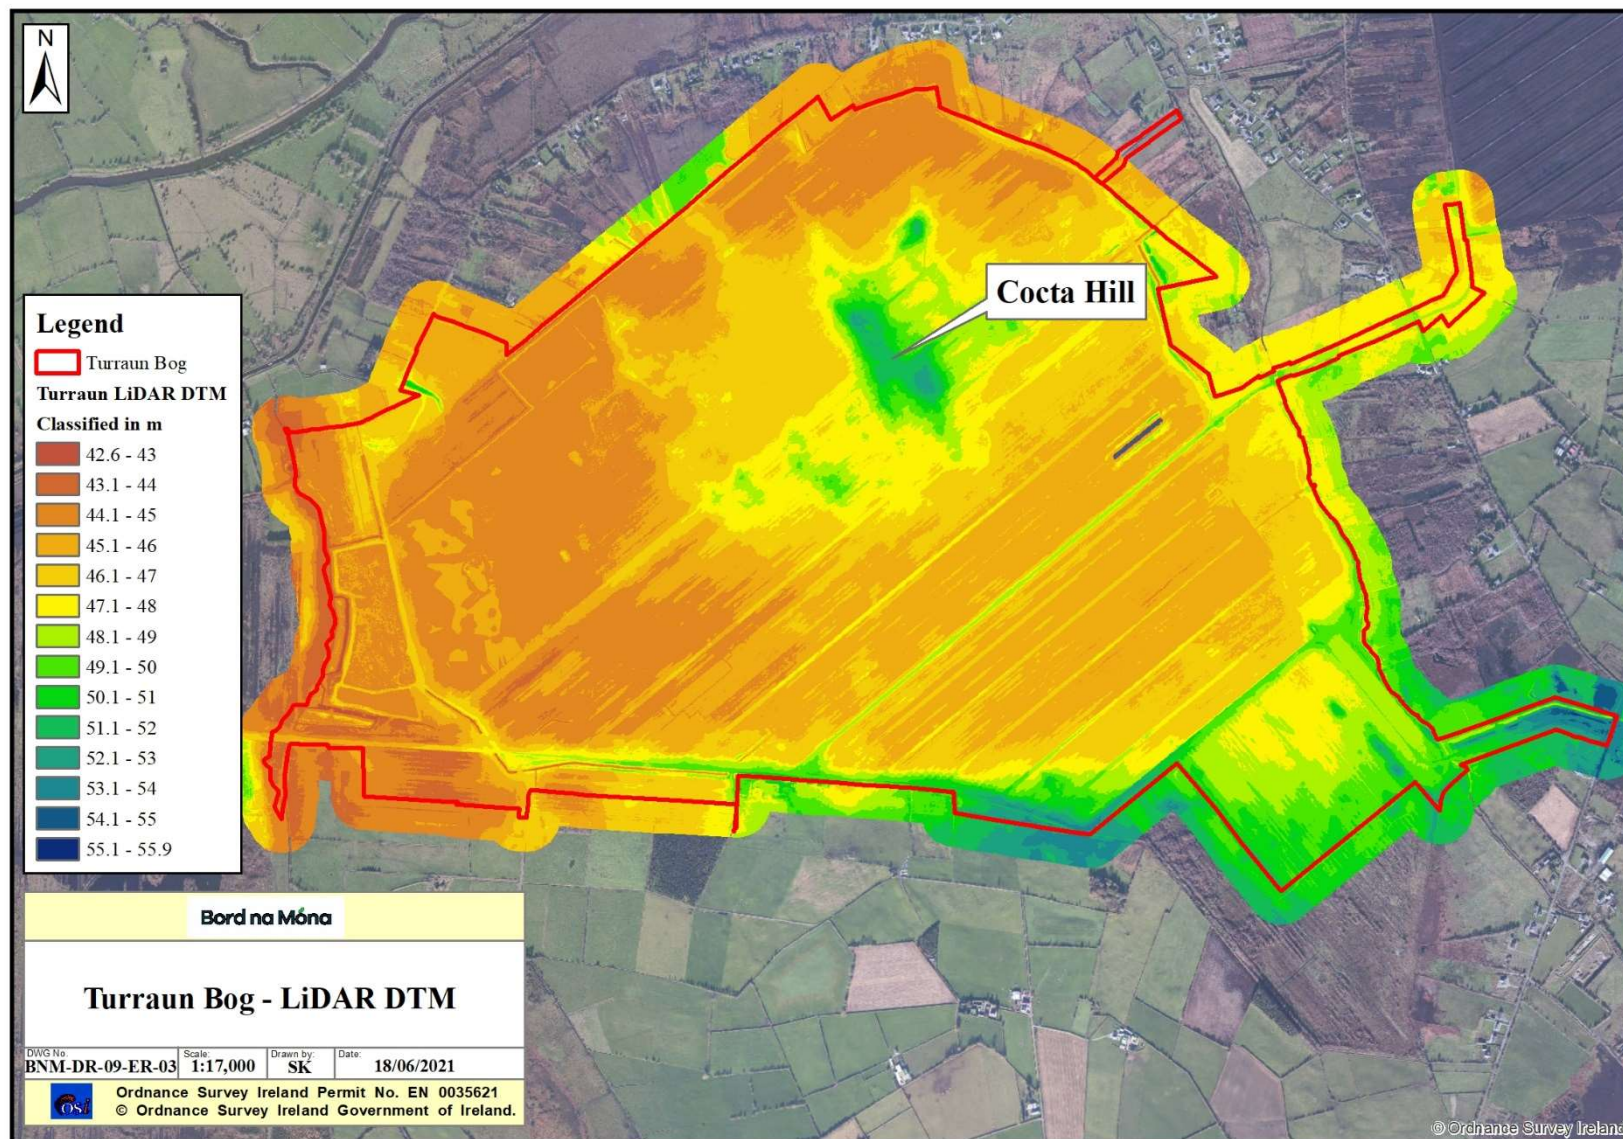 N
Cocta Hill
Legend
Turraun Bog
Turraun LiDAR DTM
Classified in m
42.6 - 43
43.1 - 44
44.1 - 45
45.1 - 46
46.1 - 47
47.1 - 48
48.1 - 49
49.1 - 50
50.1 - 51
51.1 - 52
52.1 - 53
53.1 - 54
54.1 - 55
55.1 - 55.9
Bord na Móna
Turraun Bog - LiDAR DTM
DWG No. Scale: Drawn by: Date:
BNM-DR-09-ER-03 1:17,000 SK 18/06/2021
OSi
Ordnance Survey Ireland Permit No. EN 0035621
© Ordnance Survey Ireland Government of Ireland.
© Ordnance Survey Ireland